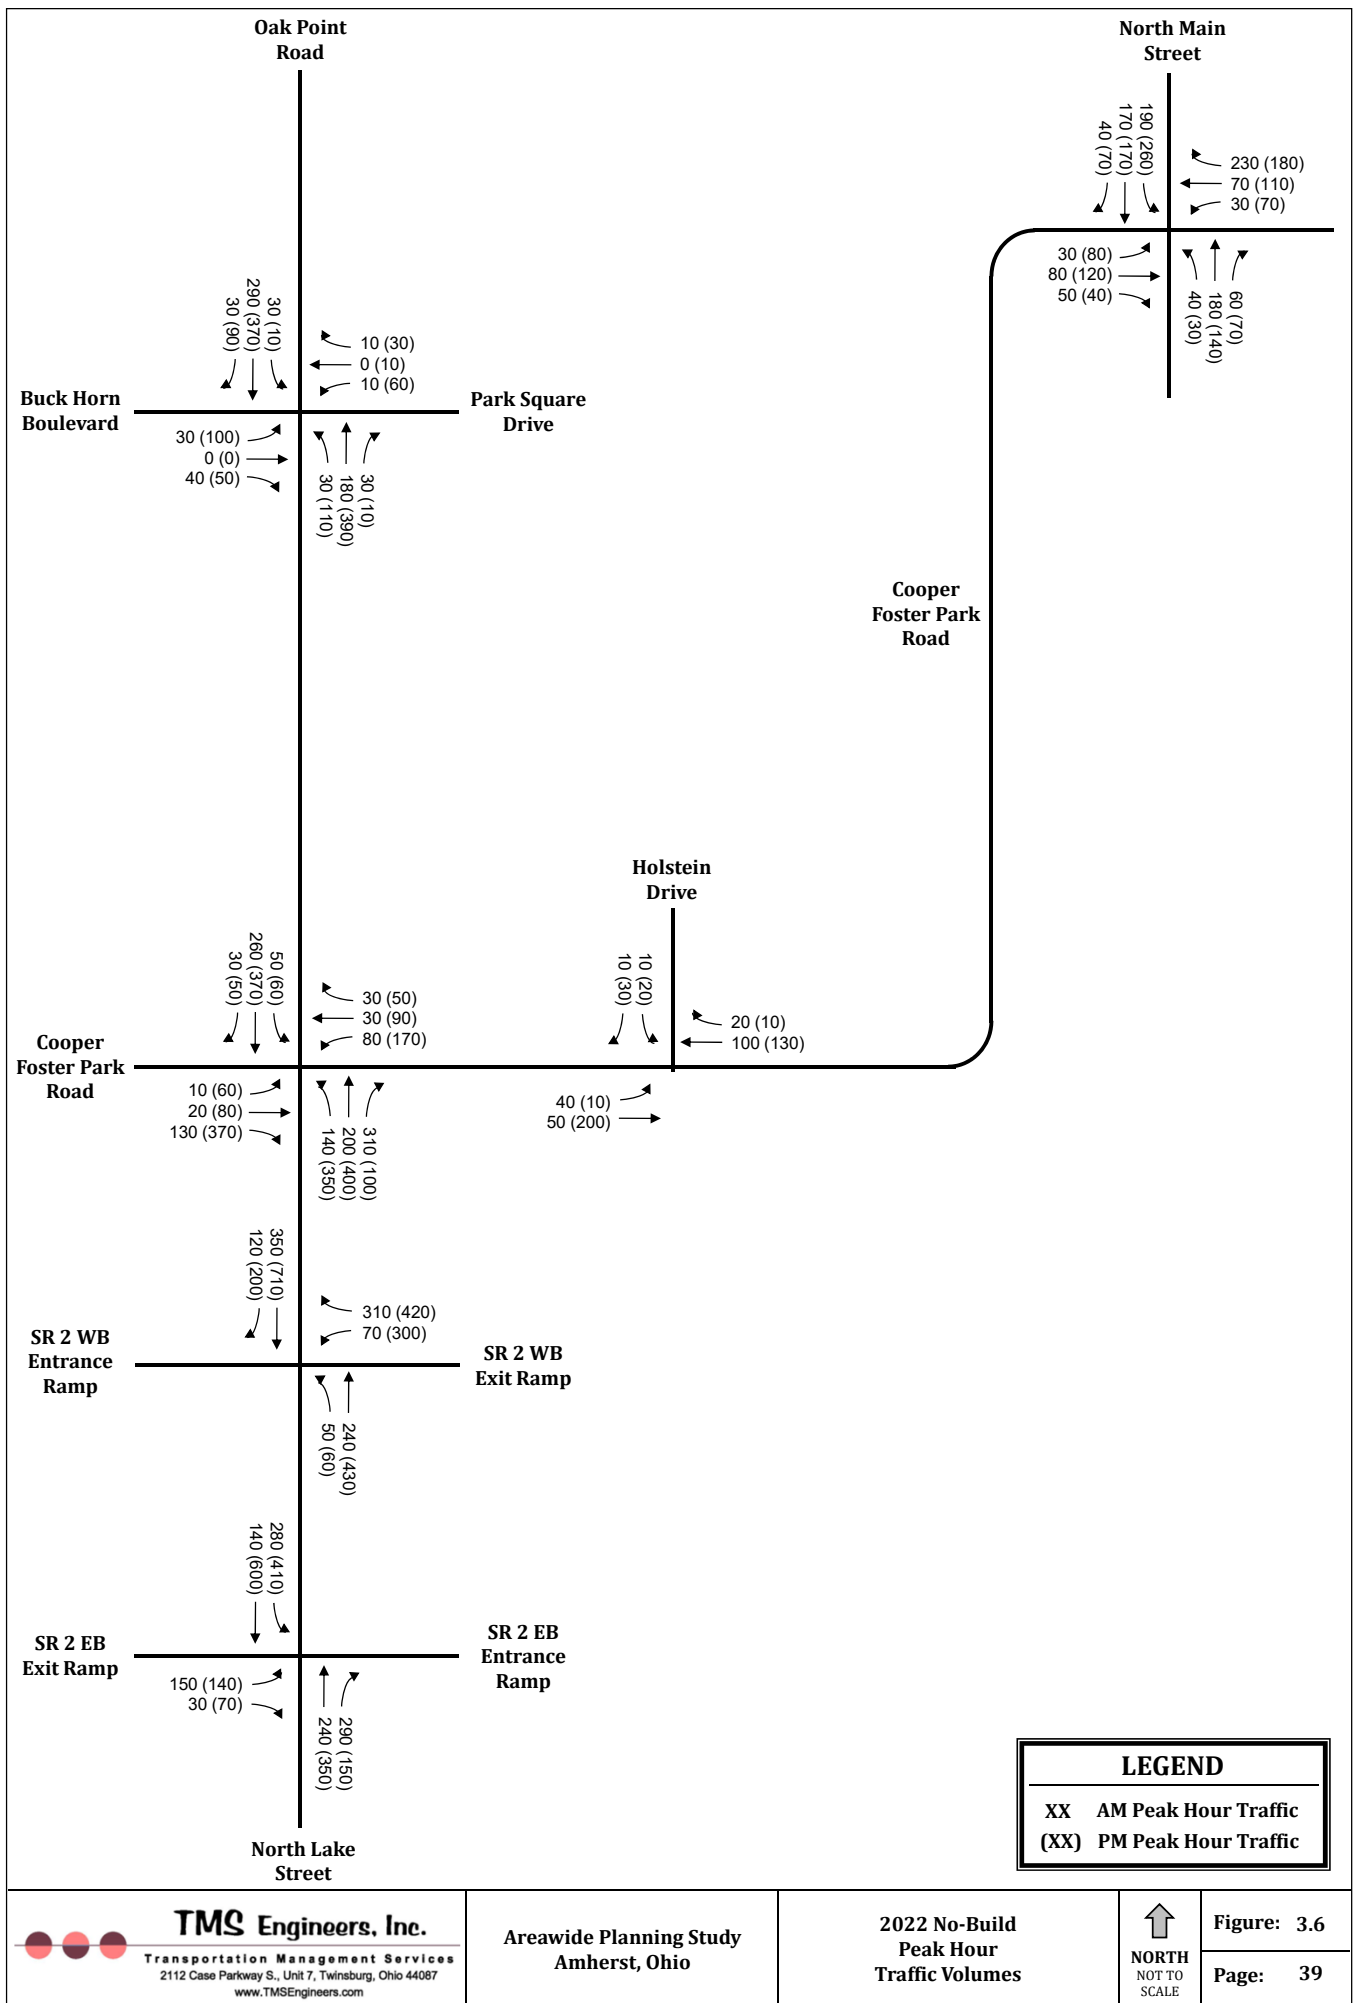 Oak Point
Road
North Main
Street
190 (260)
170 (170)
40 (70)
230 (180)
70 (110)
30 (70)
30 (80)
80 (120)
50 (40)
60 (70)
180 (140)
40 (30)
30 (10)
290 (370)
30 (90)
10 (30)
0 (10)
10 (60)
Buck Horn
Boulevard
Park Square
Drive
30 (100)
0 (0)
40 (50)
30 (10)
180 (390)
30 (110)
Cooper
Foster Park
Road
Holstein
Drive
50 (60)
260 (370)
30 (50)
30 (50)
30 (90)
80 (170)
10 (20)
10 (30)
20 (10)
100 (130)
Cooper
Foster Park
Road
10 (60)
20 (80)
130 (370)
40 (10)
50 (200)
310 (100)
200 (400)
140 (350)
350 (710)
120 (200)
310 (420)
70 (300)
SR 2 WB
Entrance
Ramp
SR 2 WB
Exit Ramp
240 (430)
50 (60)
280 (410)
140 (600)
SR 2 EB
Exit Ramp
SR 2 EB
Entrance
Ramp
150 (140)
30 (70)
290 (150)
240 (350)
North Lake
Street
LEGEND
XX AM Peak Hour Traffic
(XX) PM Peak Hour Traffic
TMS Engineers, Inc.
Transportation Management Services
2112 Case Parkway S., Unit 7, Twinsburg, Ohio 44087
www.TMSEngineers.com
Areawide Planning Study
Amherst, Ohio
2022 No-Build
Peak Hour
Traffic Volumes
NORTH
NOT TO
SCALE
Figure: 3.6
Page: 39